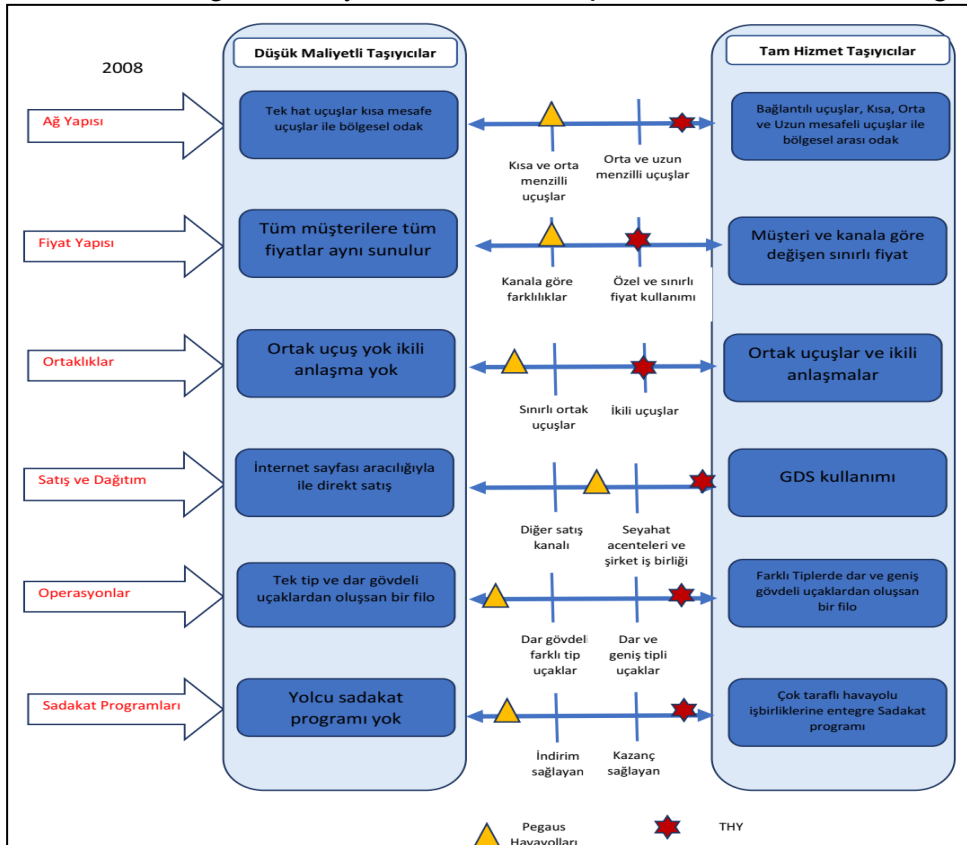 2008
Düşük Maliyetli Taşıyıcılar
Tam Hizmet Taşıyıcılar
Ağ Yapısı
Tek hat uçuşlar kısa mesafe
uçuşlar ile bölgesel odak
Kısa ve orta
menzilli
uçuşlar
Orta ve uzun
menzilli uçuşlar
Bağlantılı uçuşlar, Kısa, Orta
ve Uzun mesafeli uçuşlar ile
bölgesel arası odak
Fiyat Yapısı
Tüm müşterilere tüm
fiyatlar aynı sunulur
Kanala göre
farklılıklar
Özel ve sınırlı
fiyat kullanımı
Müşteri ve kanala göre
değişen sınırlı fiyat
Ortaklıklar
Ortak uçuş yok ikili
anlaşma yok
Sınırlı ortak
uçuşlar
İkili uçuşlar
Ortak uçuşlar ve ikili
anlaşmalar
Satış ve Dağıtım
İnternet sayfası aracılığıyla
ile direkt satış
Diğer satış
kanalı
Seyahat
acenteleri ve
şirket iş birliği
GDS kullanımı
Operasyonlar
Tek tip ve dar gövdeli
uçaklardan oluşsan bir filo
Dar gövdeli
farklı tip
uçaklar
Dar ve
geniş tipli
uçaklar
Farklı Tiplerde dar ve geniş
gövdeli uçaklardan oluşsan
bir filo
Sadakat Programları
Yolcu sadakat
programı yok
İndirim
sağlayan
Kazanç
sağlayan
Çok taraflı havayolu
işbirliklerine entegre Sadakat
programı
Pegaus
Havayolları
THY